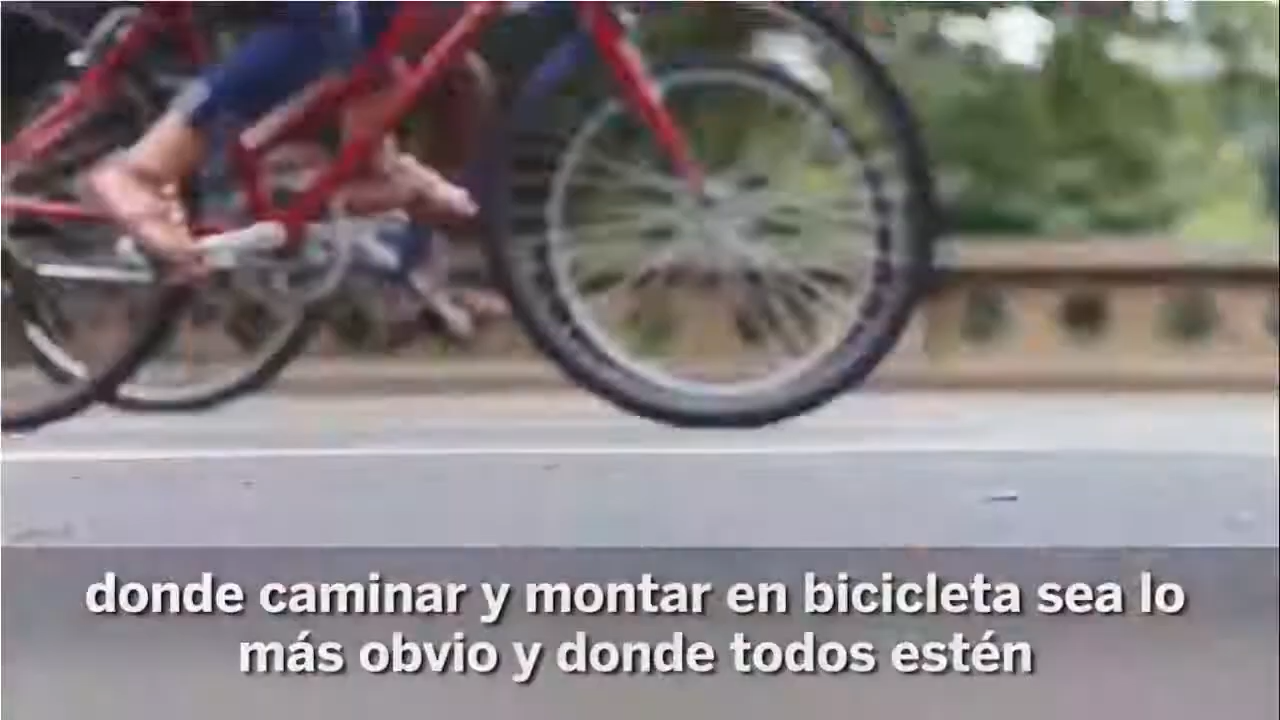 donde caminar y montar en bicicleta sea lo
más obvio y donde todos estén